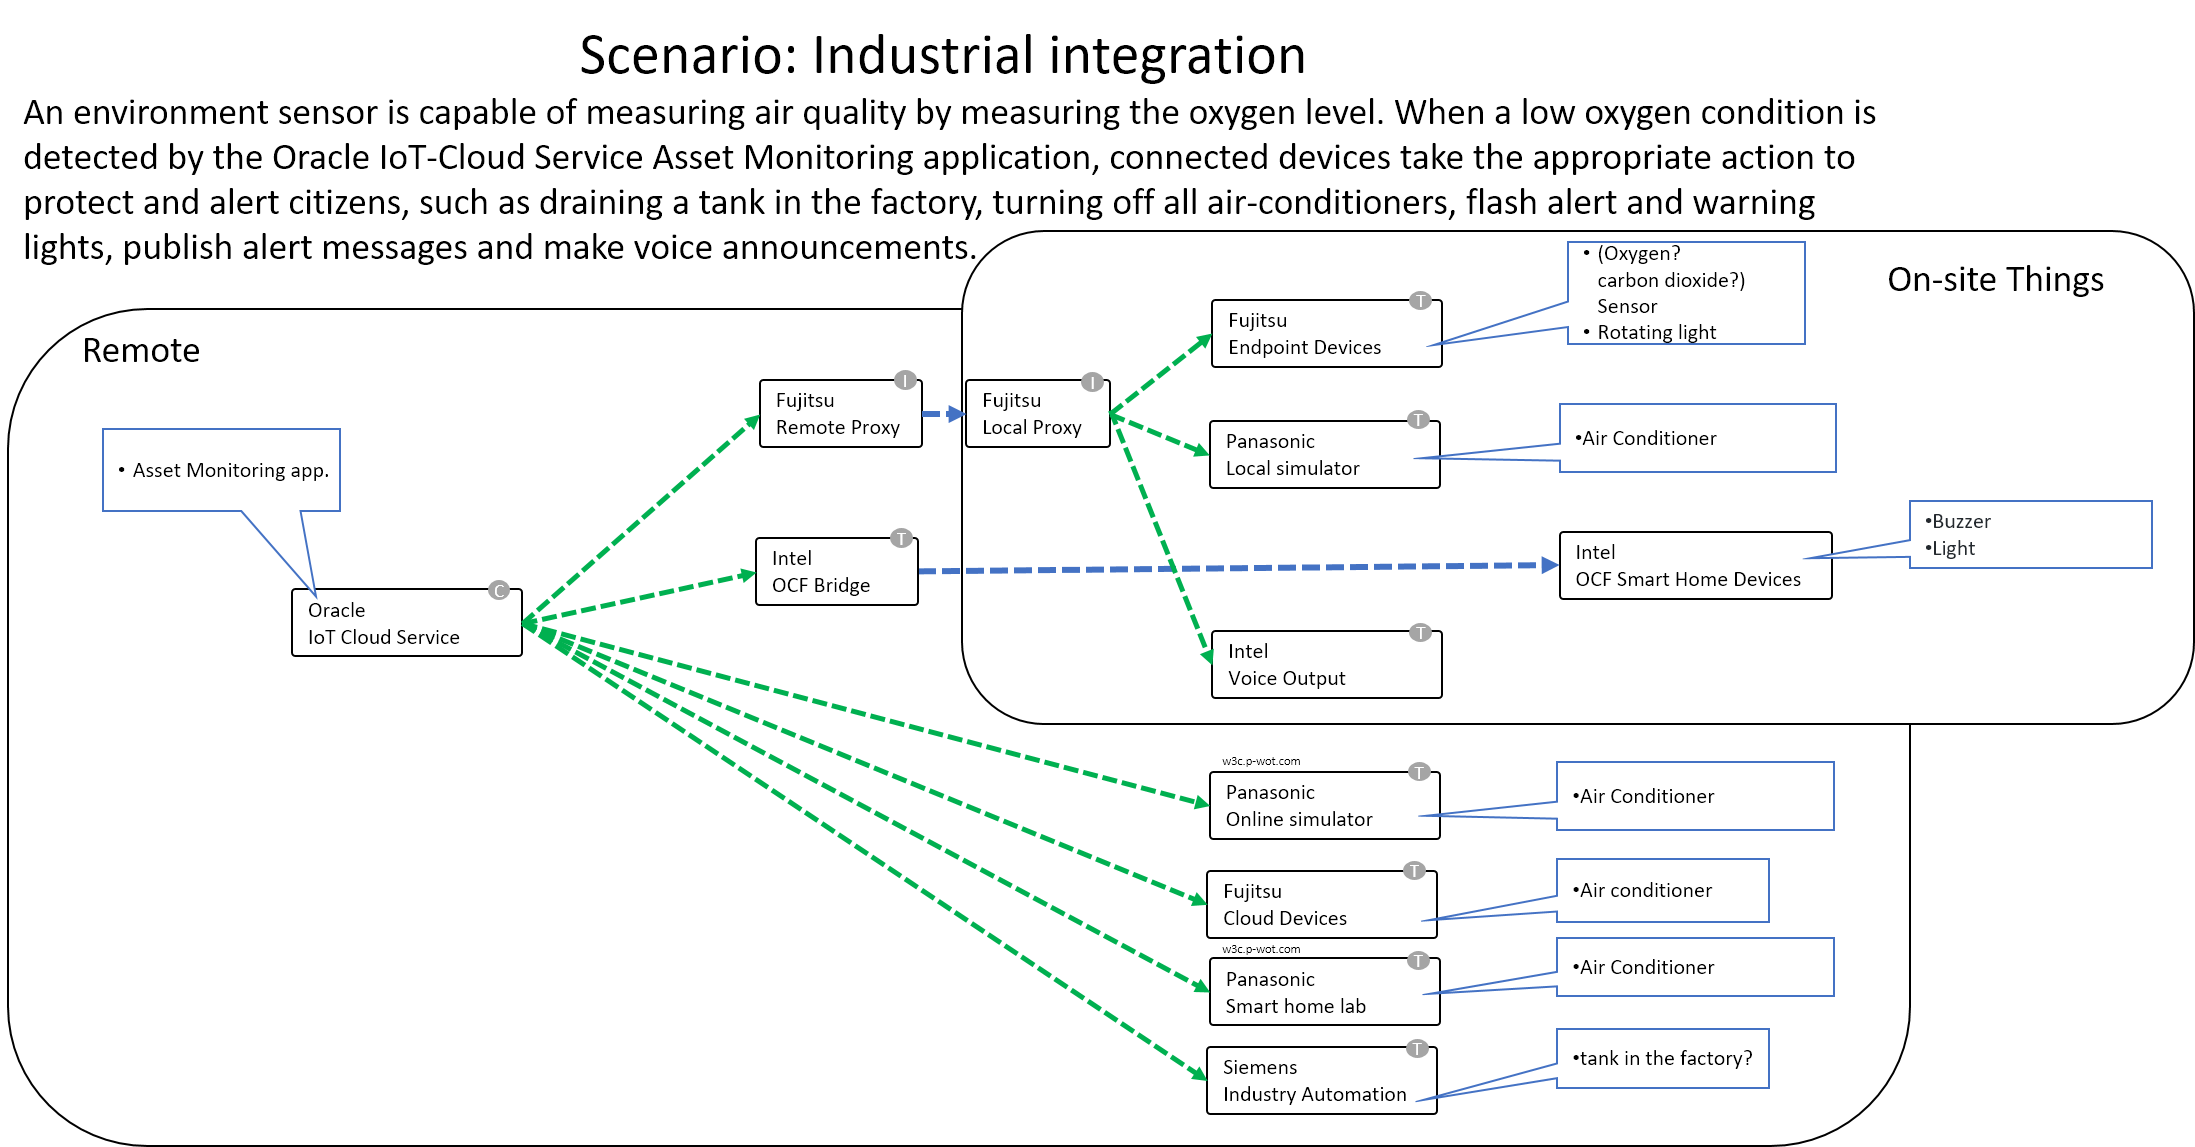 Scenario: Industrial integration
An environment sensor is capable of measuring air quality by measuring the oxygen level. When a low oxygen condition is
detected by the Oracle IoT-Cloud Service Asset Monitoring application, connected devices take the appropriate action to
protect and alert citizens, such as draining a tank in the factory, turning off all air-conditioners, flash alert and warning
lights, publish alert messages and make voice announcements.
On-site Things
• (Oxygen?
carbon dioxide?)
Sensor
• Rotating light
T
Fujitsu
Endpoint Devices
Remote
I
Fujitsu
Remote Proxy
I
Fujitsu
Local Proxy
T
Panasonic
Local simulator
•Air Conditioner
• Asset Monitoring app.
T
Intel
OCF Bridge
Intel
OCF Smart Home Devices
•Buzzer
•Light
C
Oracle
IoT Cloud Service
T
Intel
Voice Output
w3c.p-wot.com
T
Panasonic
Online simulator
•Air Conditioner
T
Fujitsu
Cloud Devices
•Air conditioner
w3c.p-wot.com
T
Panasonic
Smart home lab
•Air Conditioner
T
Siemens
Industry Automation
•tank in the factory?